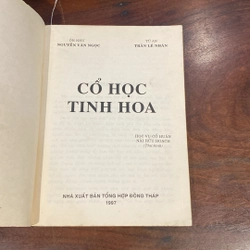 NGUYỄN VĂN NGỌC
TRẦN LÊ NHÂN
CỔ HỌC
TINH HOA
NHÀ XUẤT BẢN TỔNG HỢP ĐỒNG THÁP
1997